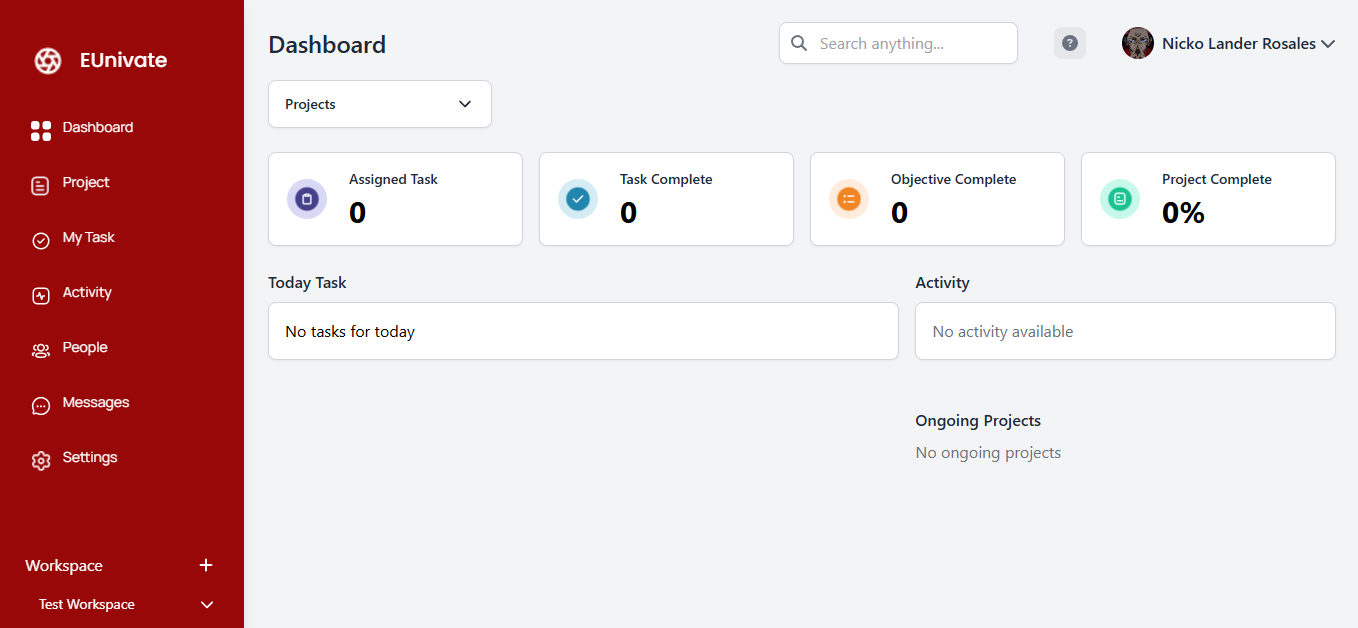 EUnivate
Dashboard
Project
My Task
Activity
People
Messages
Settings
Workspace
Test Workspace
Dashboard
Search anything...
?
Nicko Lander Rosales
Projects
Assigned Task
0
Task Complete
0
Objective Complete
0
Project Complete
0%
Today Task
No tasks for today
Activity
No activity available
Ongoing Projects
No ongoing projects